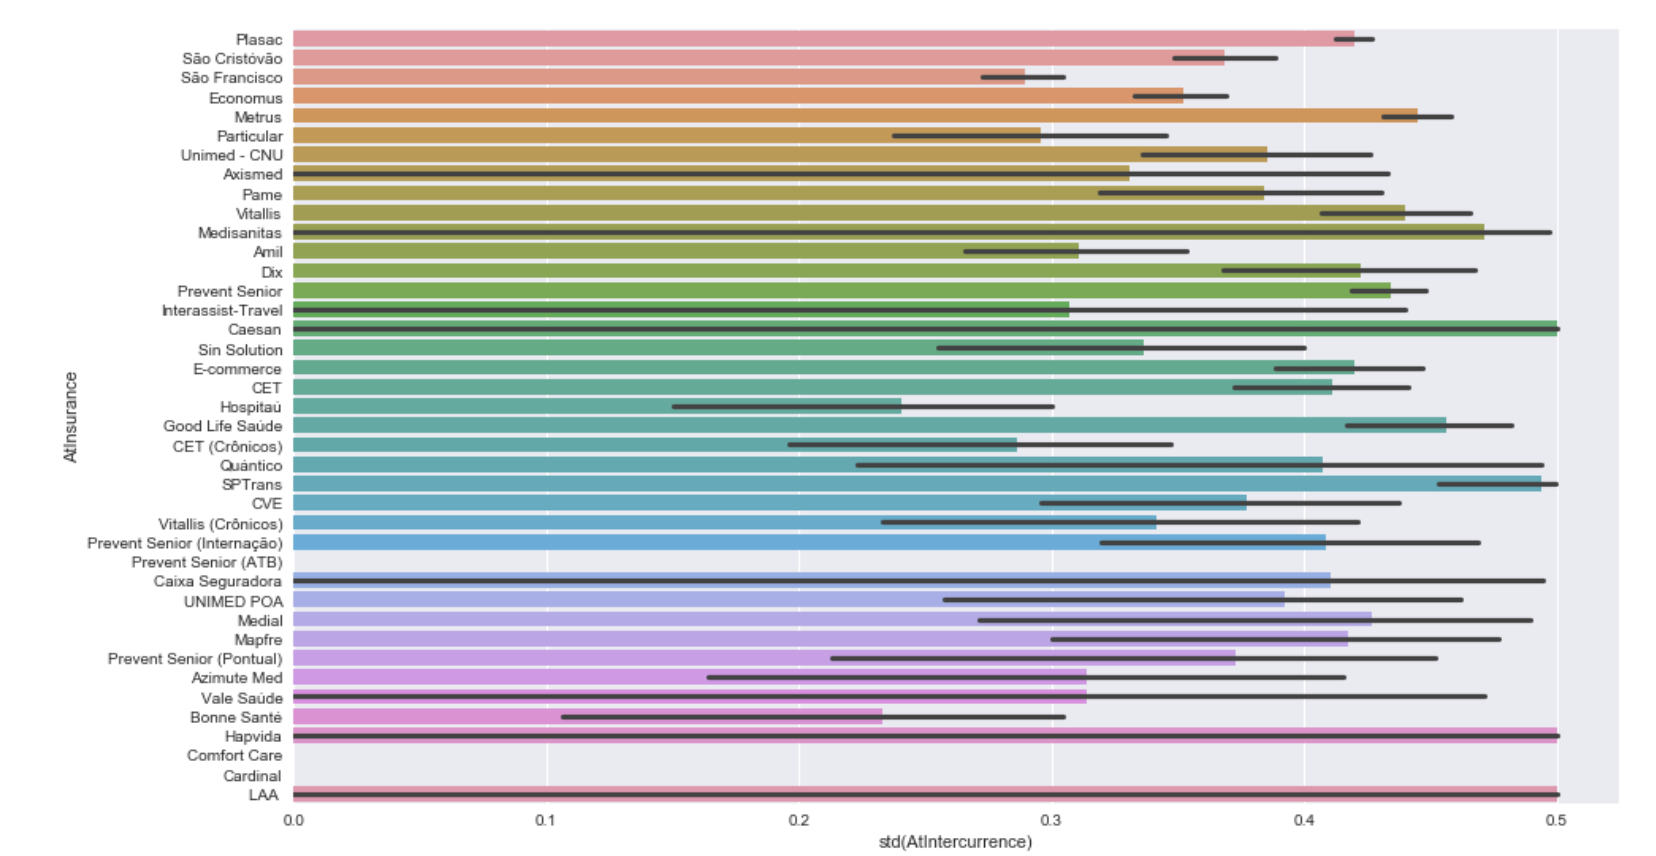 Plasac
São Cristóvão
São Francisco
Economus
Metrus
Particular
Unimed - CNU
Axismed
Pame
Vitallis
Medisanitas
Amil
Dix
Prevent Senior
Interassist-Travel
Caesan
Sin Solution
E-commerce
CET
Hospitaú
Good Life Saúde
CET (Crônicos)
Quántico
SPTrans
CVE
Vitallis (Crônicos)
Prevent Senior (Internação)
Prevent Senior (ATB)
Caixa Seguradora
UNIMED POA
Medial
Mapfre
Prevent Senior (Pontual)
Azimute Med
Vale Saúde
Bonne Santé
Hapvida
Comfort Care
Cardinal
LAA
AtInsurance
0.0 0.1 0.2 0.3 0.4 0.5
std(AtIntercurrence)